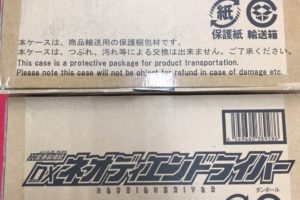 紙
保護紙 輸送箱
本ケースは、商品輸送用の保護梱包材です。
本ケースは、つぶれ、汚れ等による交換は出来ません。ご了承ください。
This case is a protective package for product transportation.
Please note this case will not be object for refund in case of damage etc.
DXネオディエンドライバー
NEODIENDRIVER
ダンボール